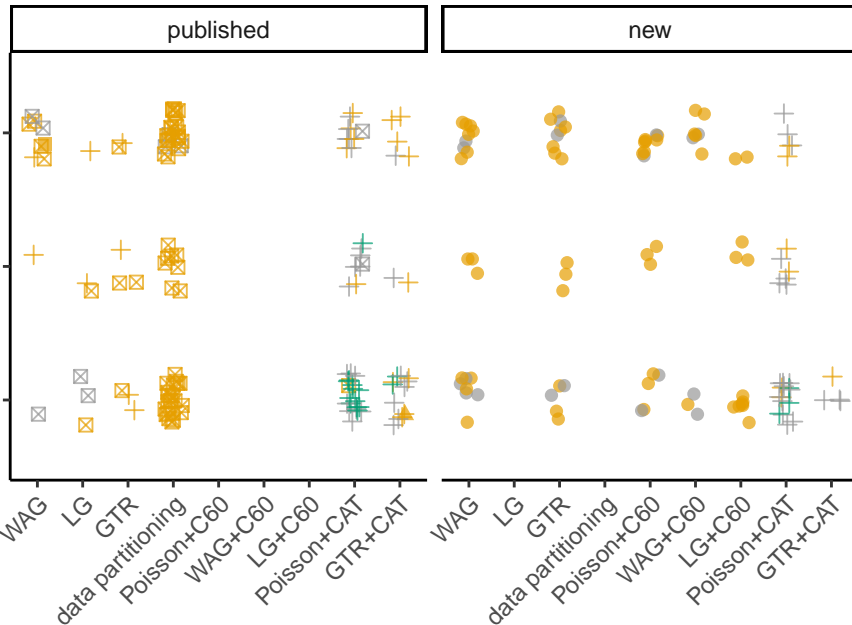 published
new
WAG
LG
GTR
data partitioning
Poisson+C60
WAG+C60
LG+C60
Poisson+CAT
GTR+CAT
WAG
LG
GTR
data partitioning
Poisson+C60
WAG+C60
LG+C60
Poisson+CAT
GTR+CAT